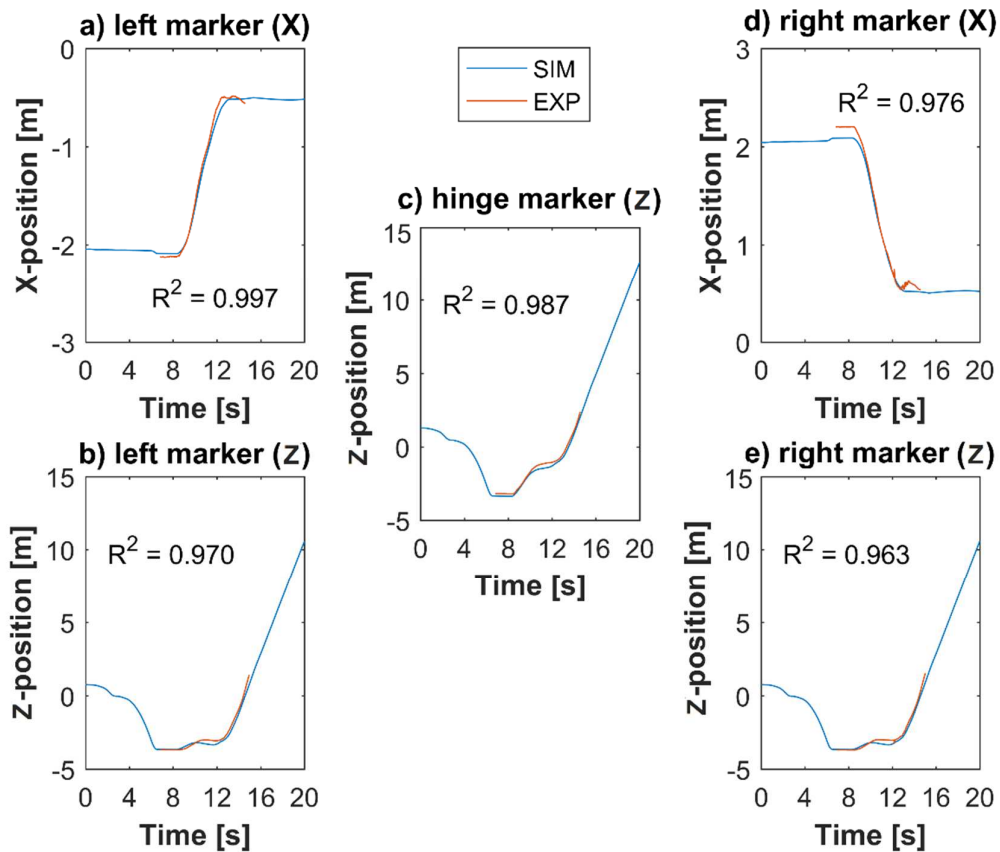 a) left marker (X)
0
-1
-2
-3
X-position [m]
R² = 0.997
0 4 8 12 16 20
Time [s]
SIM
EXP
d) right marker (X)
3
2
1
0
X-position [m]
R² = 0.976
0 4 8 12 16 20
Time [s]
c) hinge marker (Z)
15
10
5
0
-5
Z-position [m]
R² = 0.987
0 4 8 12 16 20
Time [s]
b) left marker (Z)
15
10
5
0
-5
Z-position [m]
R² = 0.970
0 4 8 12 16 20
Time [s]
e) right marker (Z)
15
10
5
0
-5
Z-position [m]
R² = 0.963
0 4 8 12 16 20
Time [s]